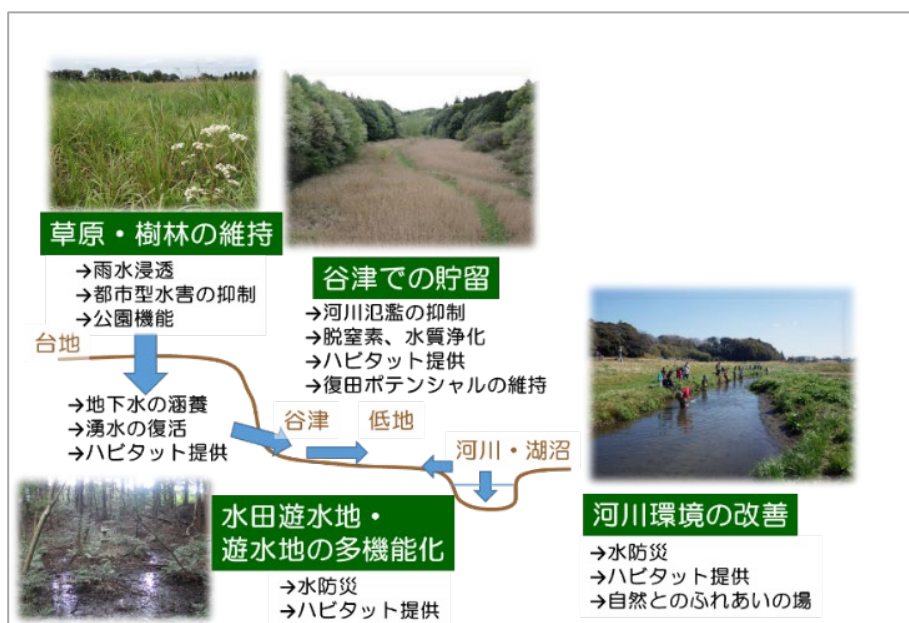 草原・樹林の維持
→雨水浸透
→都市型水害の抑制
→公園機能
谷津での貯留
→河川氾濫の抑制
→脱窒素、水質浄化
→ハビタット提供
→復田ポテンシャルの維持
台地
→地下水の涵養
→湧水の復活
→ハビタット提供
谷津
低地
河川・湖沼
水田遊水地・
遊水地の多機能化
→水防災
→ハビタット提供
河川環境の改善
→水防災
→ハビタット提供
→自然とのふれあいの場